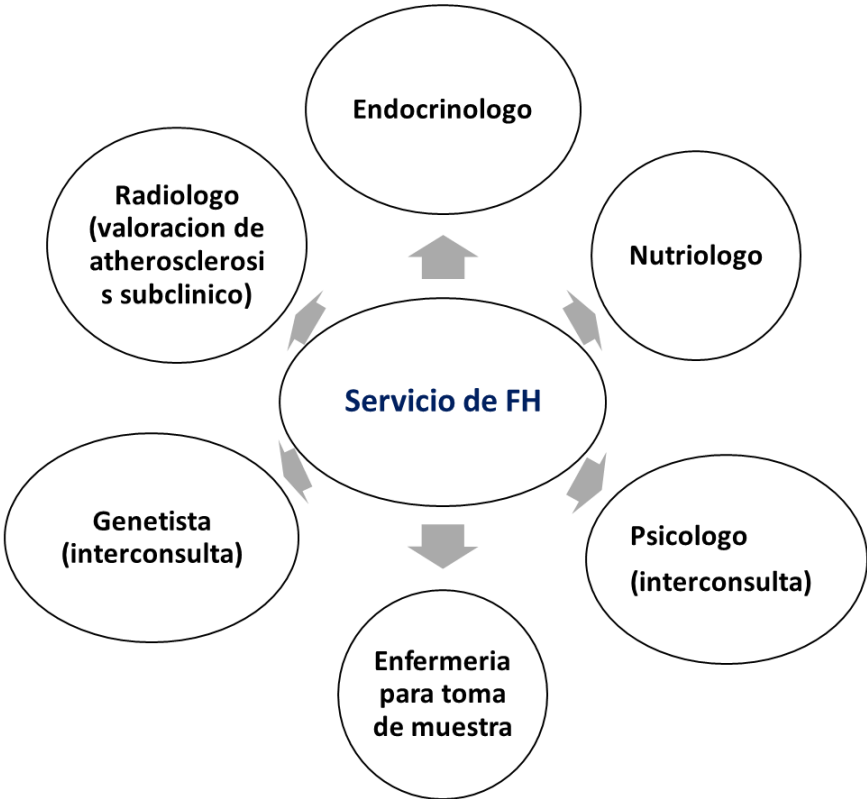 Endocrinologo
Radiologo
(valoracion de
atherosclerosi
s subclinico)
Nutriologo
Servicio de FH
Genetista
(interconsulta)
Psicologo
(interconsulta)
Enfermeria
para toma
de muestra